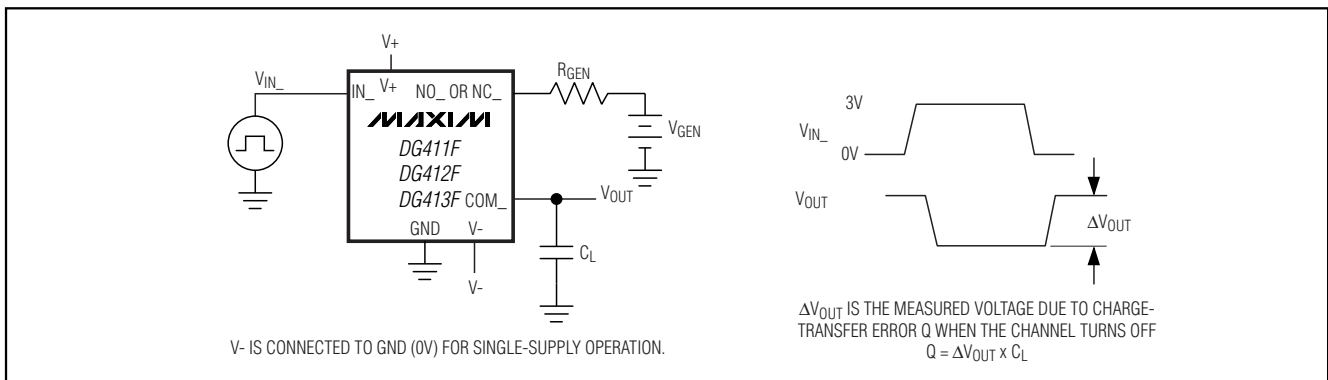 V+
V_IN_
IN_ V+ NO_ OR NC_
R_GEN
MAXIM
V_GEN
DG411F
DG412F
DG413F COM_
V_OUT
GND V-
C_L
V-
V- IS CONNECTED TO GND (0V) FOR SINGLE-SUPPLY OPERATION.
3V
V_IN_
0V
V_OUT
ΔV_OUT
ΔV_OUT IS THE MEASURED VOLTAGE DUE TO CHARGE-
TRANSFER ERROR Q WHEN THE CHANNEL TURNS OFF
Q = ΔV_OUT x C_L